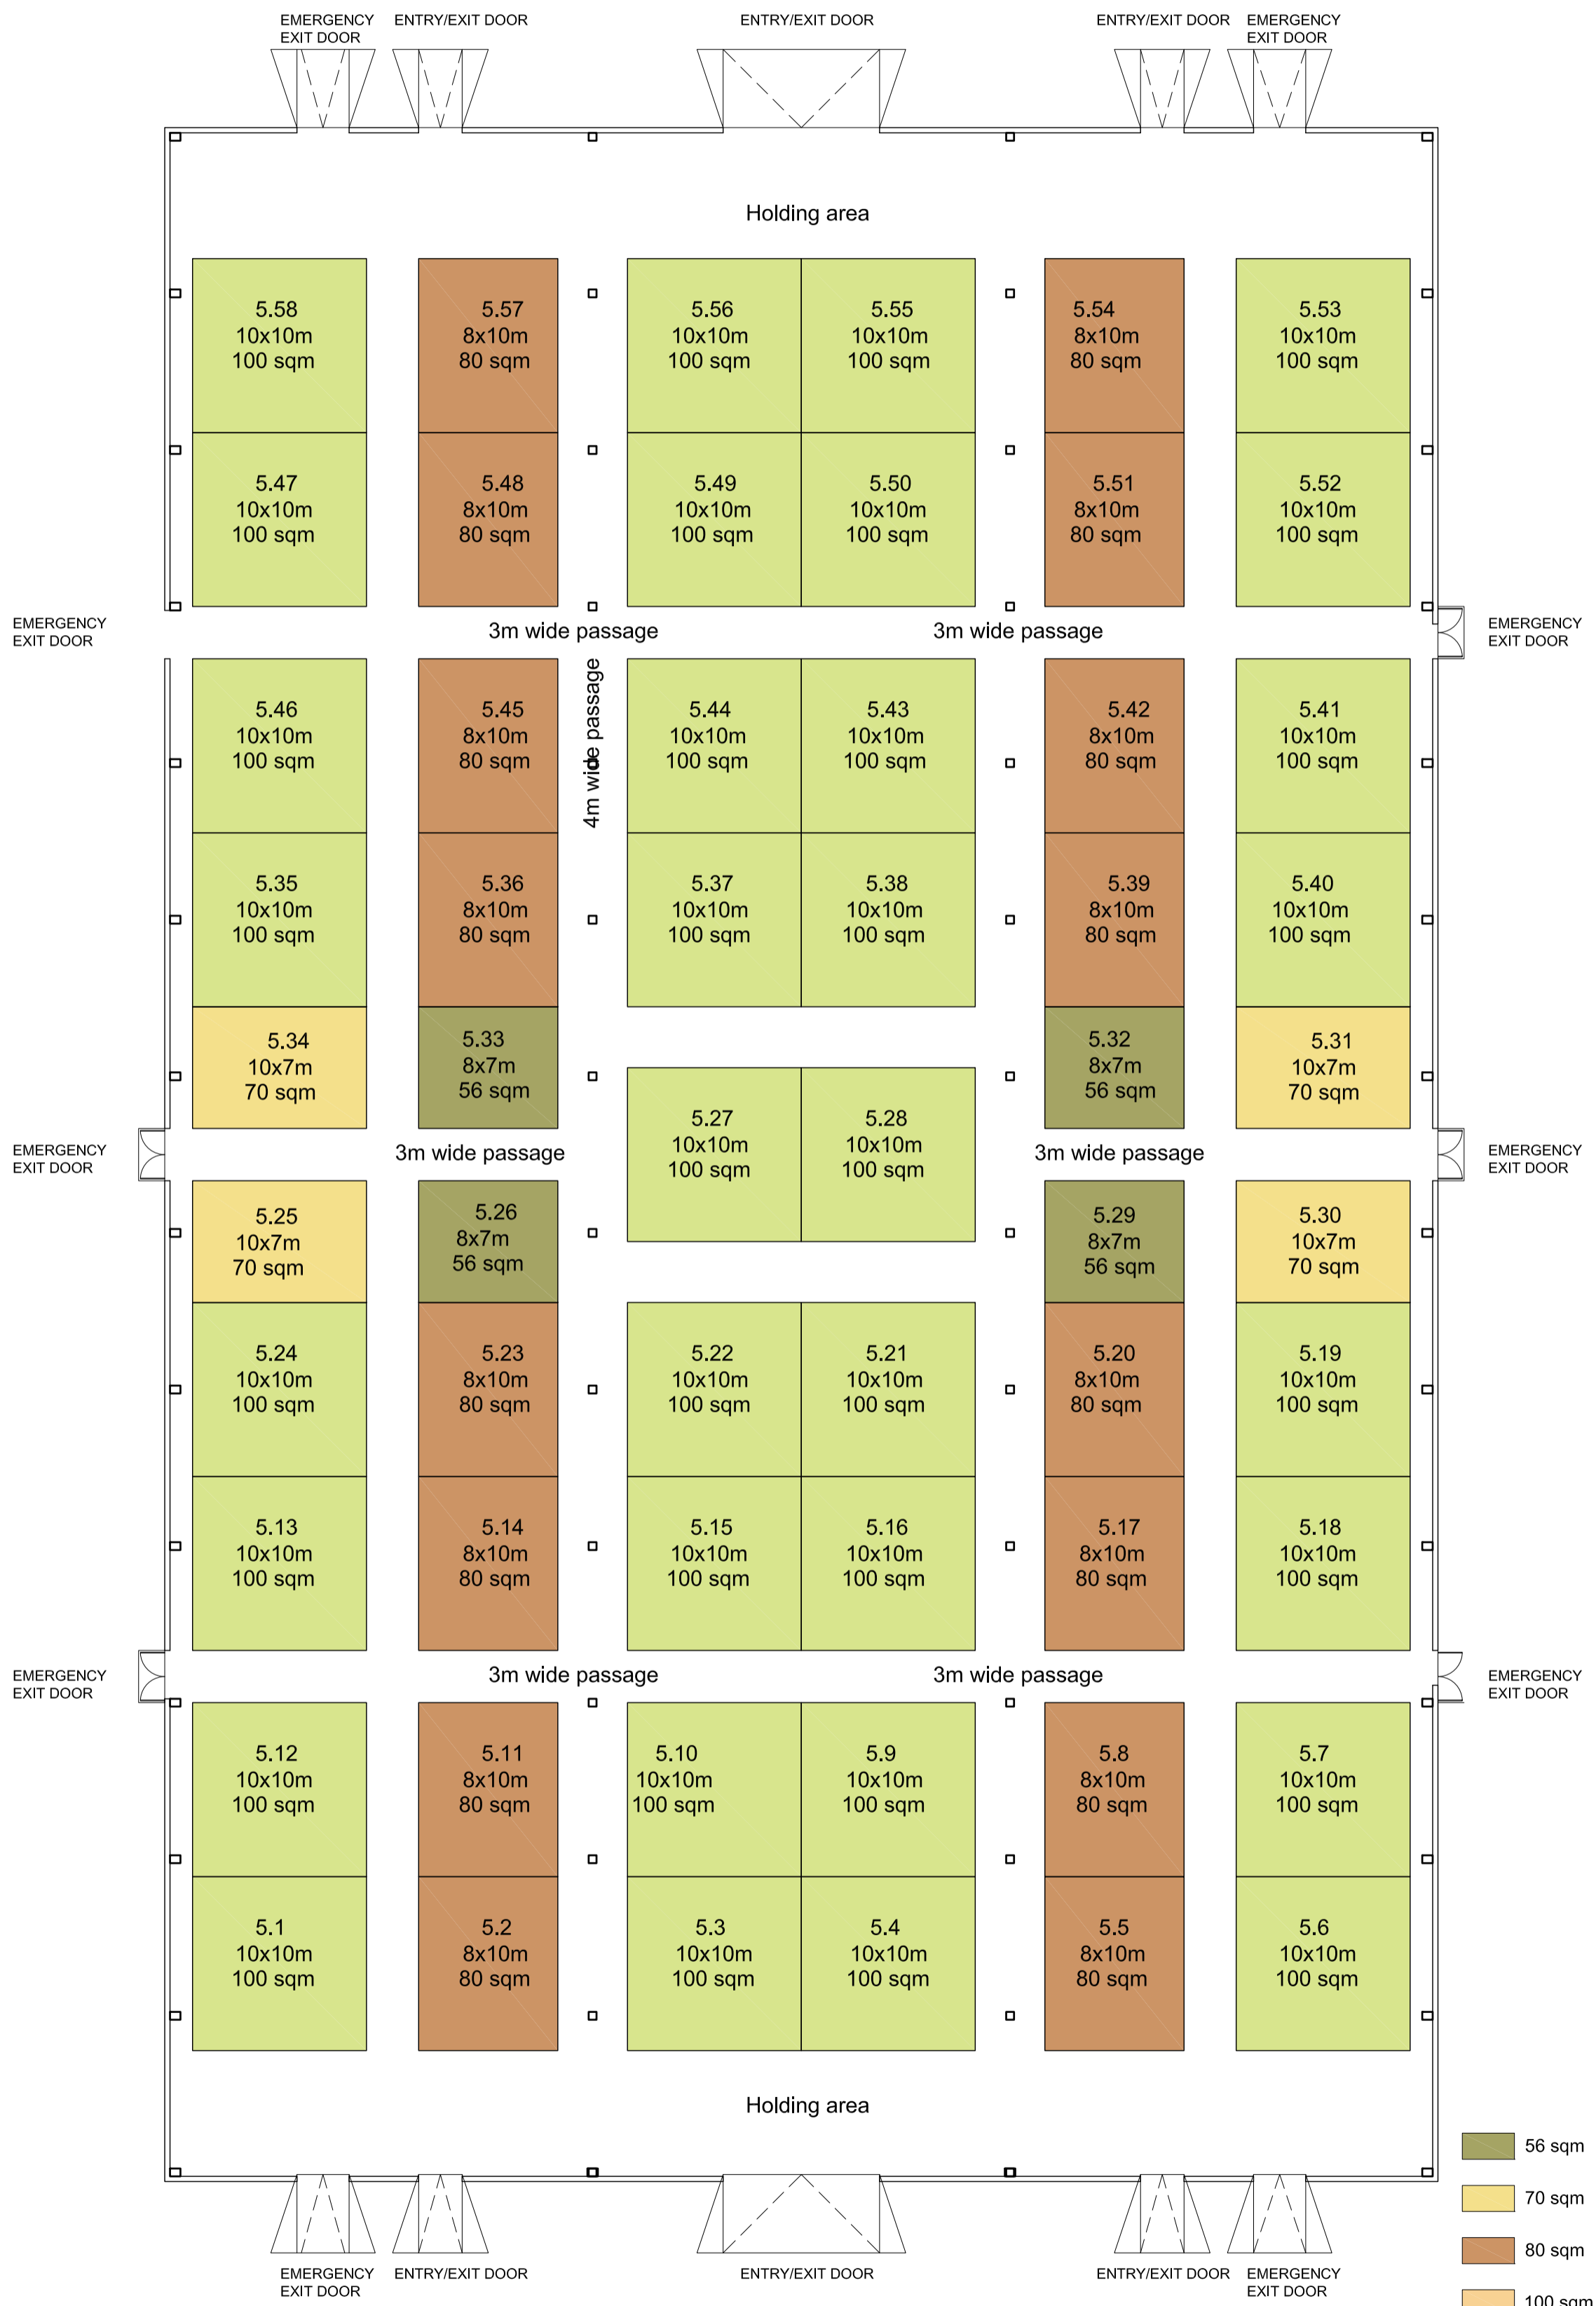 EMERGENCY
EXIT DOOR
ENTRY/EXIT DOOR
ENTRY/EXIT DOOR
ENTRY/EXIT DOOR
EMERGENCY
EXIT DOOR
Holding area
5.58
10x10m
100 sqm
5.57
8x10m
80 sqm
5.56
10x10m
100 sqm
5.55
10x10m
100 sqm
5.54
8x10m
80 sqm
5.53
10x10m
100 sqm
5.47
10x10m
100 sqm
5.48
8x10m
80 sqm
5.49
10x10m
100 sqm
5.50
10x10m
100 sqm
5.51
8x10m
80 sqm
5.52
10x10m
100 sqm
EMERGENCY
EXIT DOOR
3m wide passage
3m wide passage
EMERGENCY
EXIT DOOR
5.46
10x10m
100 sqm
5.45
8x10m
80 sqm
4m wide passage
5.44
10x10m
100 sqm
5.43
10x10m
100 sqm
5.42
8x10m
80 sqm
5.41
10x10m
100 sqm
5.35
10x10m
100 sqm
5.36
8x10m
80 sqm
5.37
10x10m
100 sqm
5.38
10x10m
100 sqm
5.39
8x10m
80 sqm
5.40
10x10m
100 sqm
5.34
10x7m
70 sqm
5.33
8x7m
56 sqm
5.32
8x7m
56 sqm
5.31
10x7m
70 sqm
5.27
10x10m
100 sqm
5.28
10x10m
100 sqm
EMERGENCY
EXIT DOOR
3m wide passage
3m wide passage
EMERGENCY
EXIT DOOR
5.25
10x7m
70 sqm
5.26
8x7m
56 sqm
5.29
8x7m
56 sqm
5.30
10x7m
70 sqm
5.24
10x10m
100 sqm
5.23
8x10m
80 sqm
5.22
10x10m
100 sqm
5.21
10x10m
100 sqm
5.20
8x10m
80 sqm
5.19
10x10m
100 sqm
5.13
10x10m
100 sqm
5.14
8x10m
80 sqm
5.15
10x10m
100 sqm
5.16
10x10m
100 sqm
5.17
8x10m
80 sqm
5.18
10x10m
100 sqm
EMERGENCY
EXIT DOOR
3m wide passage
3m wide passage
EMERGENCY
EXIT DOOR
5.12
10x10m
100 sqm
5.11
8x10m
80 sqm
5.10
10x10m
100 sqm
5.9
10x10m
100 sqm
5.8
8x10m
80 sqm
5.7
10x10m
100 sqm
5.1
10x10m
100 sqm
5.2
8x10m
80 sqm
5.3
10x10m
100 sqm
5.4
10x10m
100 sqm
5.5
8x10m
80 sqm
5.6
10x10m
100 sqm
Holding area
EMERGENCY
EXIT DOOR
ENTRY/EXIT DOOR
ENTRY/EXIT DOOR
ENTRY/EXIT DOOR
EMERGENCY
EXIT DOOR
56 sqm
70 sqm
80 sqm
100 sqm